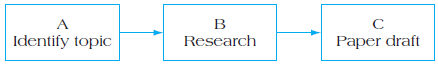 A
Identify topic
B
Research
C
Paper draft